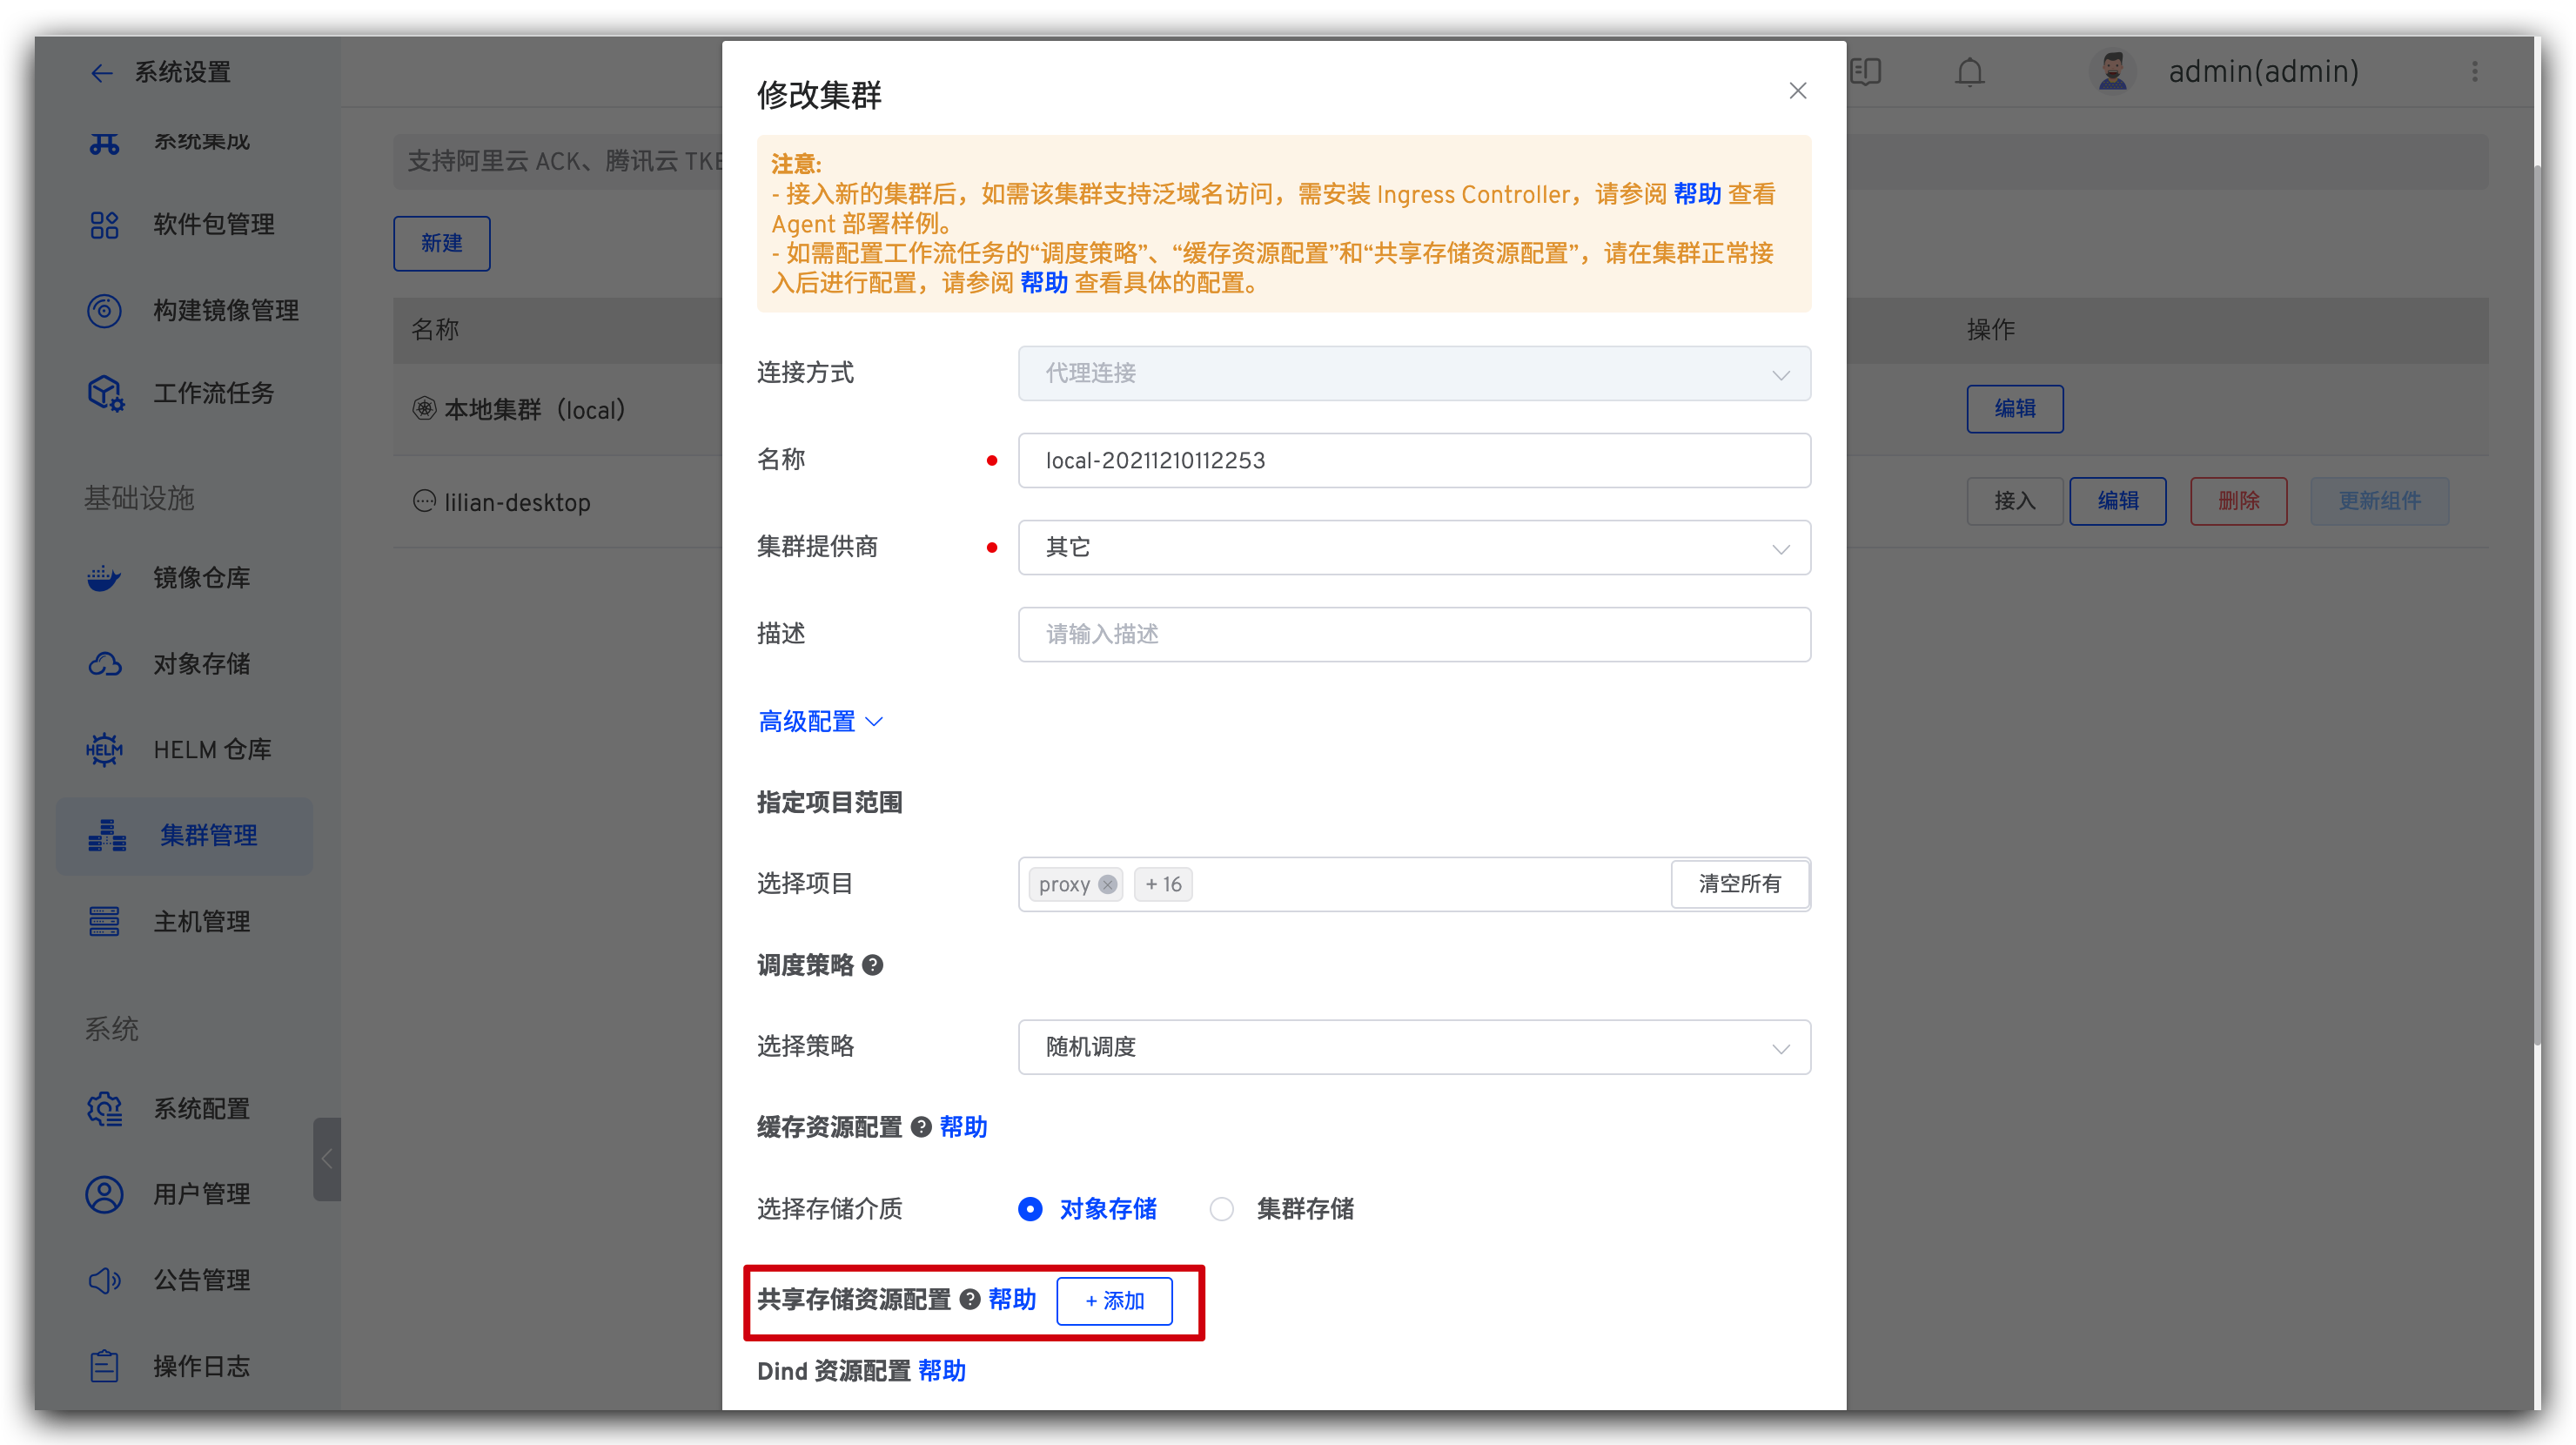 系统设置
系统集成
软件包管理
构建镜像管理
工作流任务
基础设施
镜像仓库
对象存储
HELM 仓库
集群管理
主机管理
系统
系统配置
用户管理
公告管理
操作日志
admin(admin)
支持阿里云 ACK、腾讯云 TKE
新建
名称
操作
本地集群（local）
编辑
lilian-desktop
接入
编辑
删除
更新组件
修改集群
注意:
- 接入新的集群后，如需该集群支持泛域名访问，需安装 Ingress Controller，请参阅 帮助 查看
Agent 部署样例。
- 如需配置工作流任务的“调度策略”、“缓存资源配置”和“共享存储资源配置”，请在集群正常接
入后进行配置，请参阅 帮助 查看具体的配置。
连接方式
代理连接
名称
local-20211210112253
集群提供商
其它
描述
请输入描述
高级配置
指定项目范围
选择项目
proxy
+ 16
清空所有
调度策略 ?
选择策略
随机调度
缓存资源配置 ? 帮助
选择存储介质
对象存储
集群存储
共享存储资源配置 ? 帮助
+ 添加
Dind 资源配置 帮助